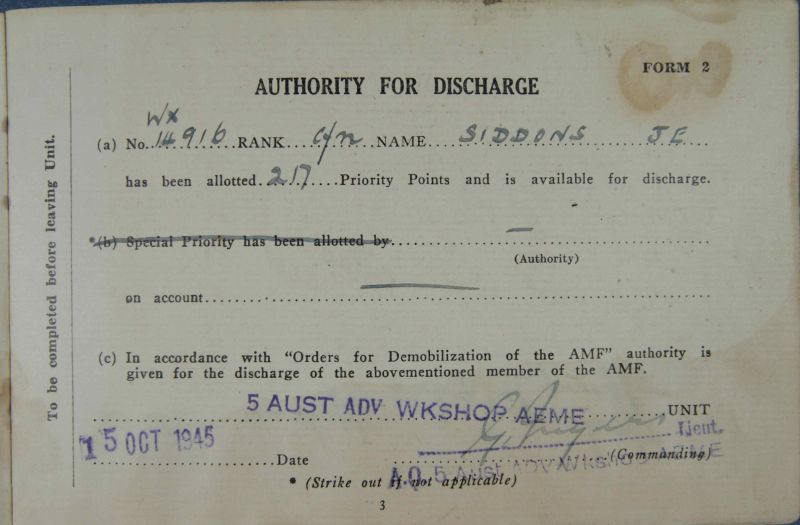 FORM 2
AUTHORITY FOR DISCHARGE
WX
(a) No. 14916 RANK Cfn NAME SIDDONS JE
has been allotted 217 Priority Points and is available for discharge.
*(b) Special Priority has been allotted by —
(Authority)
on account
(c) In accordance with "Orders for Demobilization of the AMF" authority is
given for the discharge of the abovementioned member of the AMF.
5 AUST ADV WKSHOP AEME UNIT
15 OCT 1945 Lieut.
Date (Commanding)
5 AUST ADV WKSHOP AEME
* (Strike out if not applicable)
3
To be completed before leaving Unit.